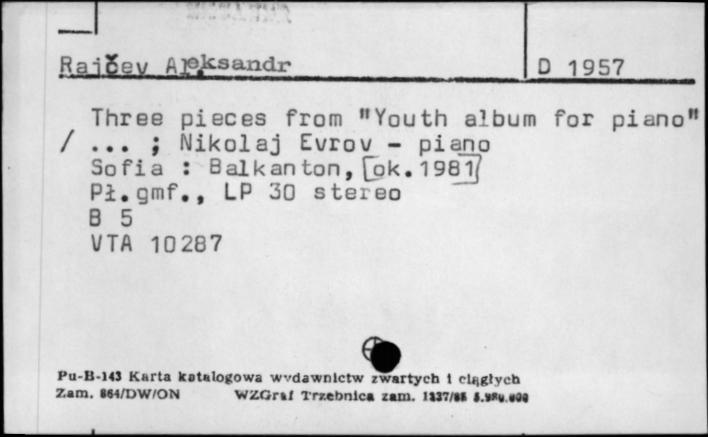 Rajčev Aleksandr
D 1957
Three pieces from "Youth album for piano"
/ ... ; Nikolaj Evrov - piano
Sofia : Balkanton, [ok.1981]
Pł.gmf., LP 30 stereo
B 5
VTA 10287
Pu-B-143 Karta katalogowa wydawnictw zwartych i ciągłych
Zam. 864/DW/ON WZGraf Trzebnica zam.